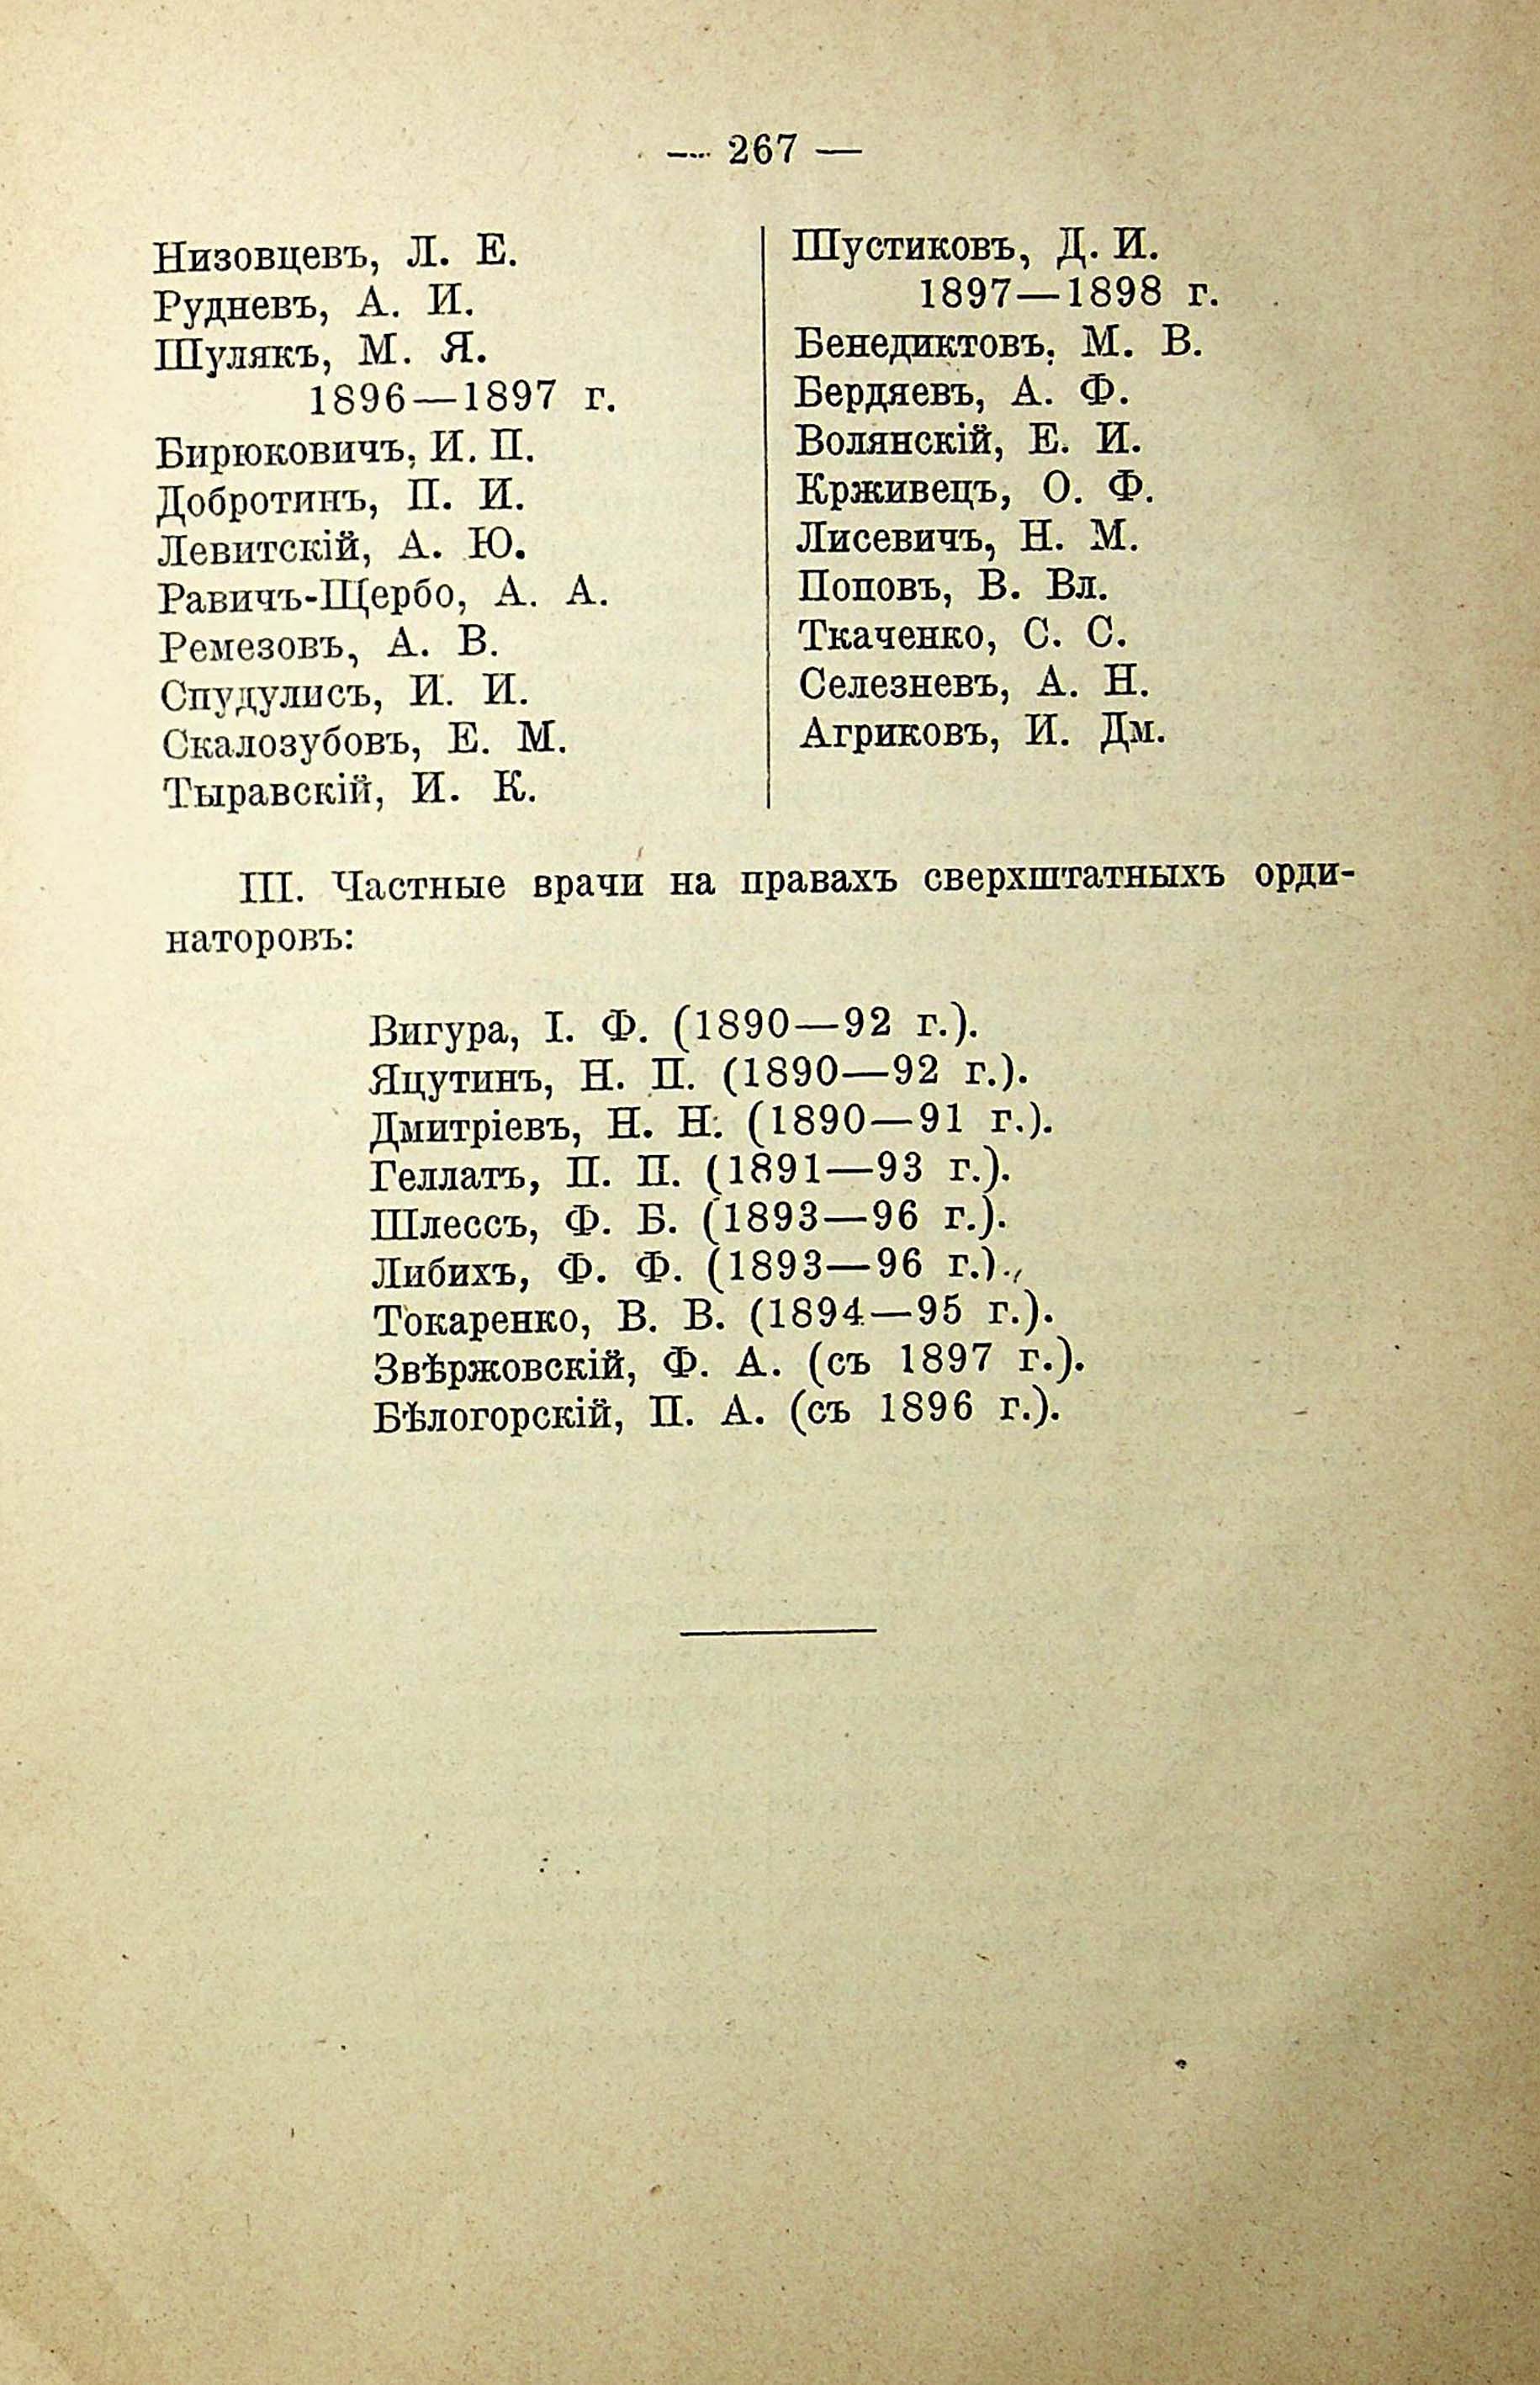 — 267 —
Низовцевъ, Л. Е.
Рудневъ, А. И.
Шулякъ, М. Я.
1896—1897 г.
Бирюковичъ, И. П.
Добротинъ, П. И.
Левитскій, А. Ю.
Равичъ-Щербо, А. А.
Ремезовъ, А. В.
Спудулисъ, И. И.
Скалозубовъ, Е. М.
Тыравскій, И. К.
Шустиковъ, Д. И.
1897—1898 г.
Бенедиктовъ, М. В.
Бердяевъ, А. Ф.
Волянскій, Е. И.
Крживецъ, О. Ф.
Лисевичъ, Н. М.
Поповъ, В. Вл.
Ткаченко, С. С.
Селезневъ, А. Н.
Агриковъ, И. Дм.
III. Частные врачи на правахъ сверхштатныхъ орди-
наторовъ:
Вигура, І. Ф. (1890—92 г.).
Яцутинъ, Н. П. (1890—92 г.).
Дмитріевъ, Н. Н. (1890—91 г.).
Геллатъ, П. П. (1891—93 г.).
Шлессъ, Ф. Б. (1893—96 г.).
Либихъ, Ф. Ф. (1893—96 г.).
Токаренко, В. В. (1894—95 г.).
Звѣржовскій, Ф. А. (съ 1897 г.).
Бѣлогорскій, П. А. (съ 1896 г.).